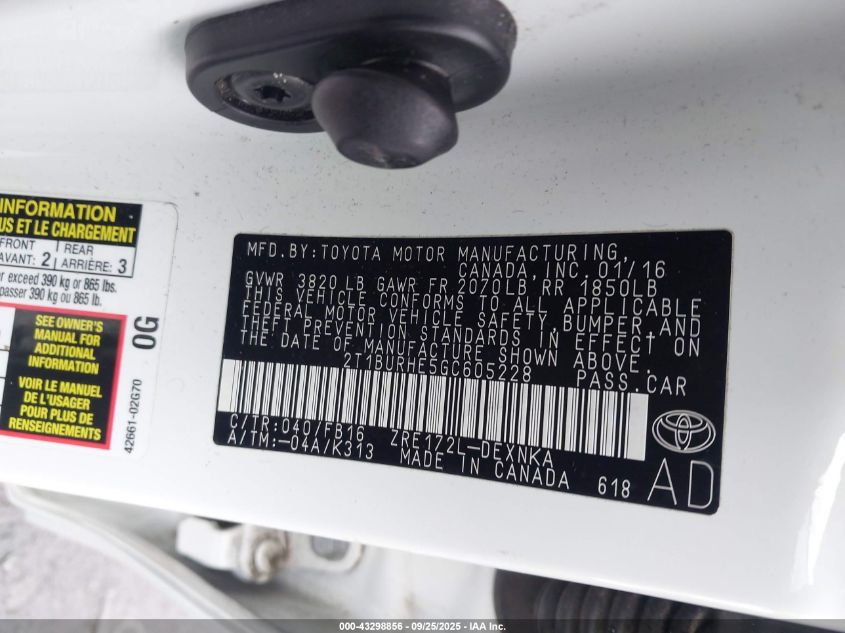 INFORMATION
US ET LE CHARGEMENT
FRONT REAR
AVANT: 2 ARRIÈRE: 3
r exceed 390 kg or 865 lbs.
passer 390 kg ou 865 lb.
SEE OWNER'S
MANUAL FOR
ADDITIONAL
INFORMATION
VOIR LE MANUEL
DE L'USAGER
POUR PLUS DE
RENSEIGNEMENTS
0G
42661-02G70
MFD.BY:TOYOTA MOTOR MANUFACTURING,
CANADA, INC. 01/16
GVWR 3820 LB GAWR FR 2070LB RR 1850LB
THIS VEHICLE CONFORMS TO ALL APPLICABLE
FEDERAL MOTOR VEHICLE SAFETY, BUMPER, AND
THEFT PREVENTION STANDARDS IN EFFECT ON
THE DATE OF MANUFACTURE SHOWN ABOVE.
2T1BURHE5GC605228 PASS.CAR
C/TR:040/FB16 ZRE172L-DEXNKA
A/TM:-04A/K313 MADE IN CANADA 618 AD
000-43298856 - 09/25/2025 - IAA Inc.